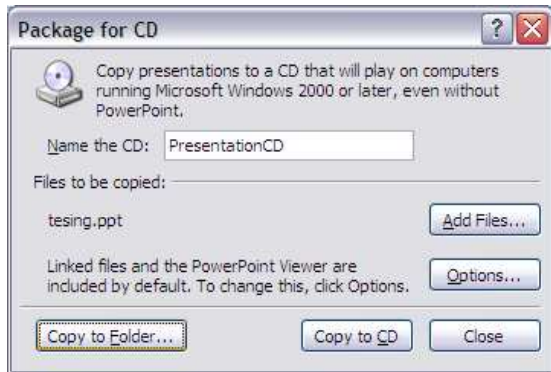 Package for CD
Copy presentations to a CD that will play on computers
running Microsoft Windows 2000 or later, even without
PowerPoint.
Name the CD: PresentationCD
Files to be copied:
tesing.ppt
Add Files...
Linked files and the PowerPoint Viewer are
included by default. To change this, click Options.
Options...
Copy to Folder... Copy to CD Close